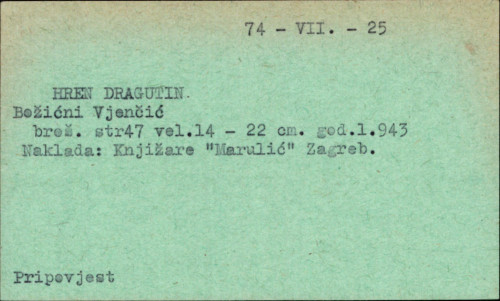 74 - VII. - 25
HREN DRAGUTIN.
Božićni Vjenčić
brož. str47 vel.14 - 22 cm. god.1.943
Naklada: Knjižare "Marulić" Zagreb.
Pripovjest